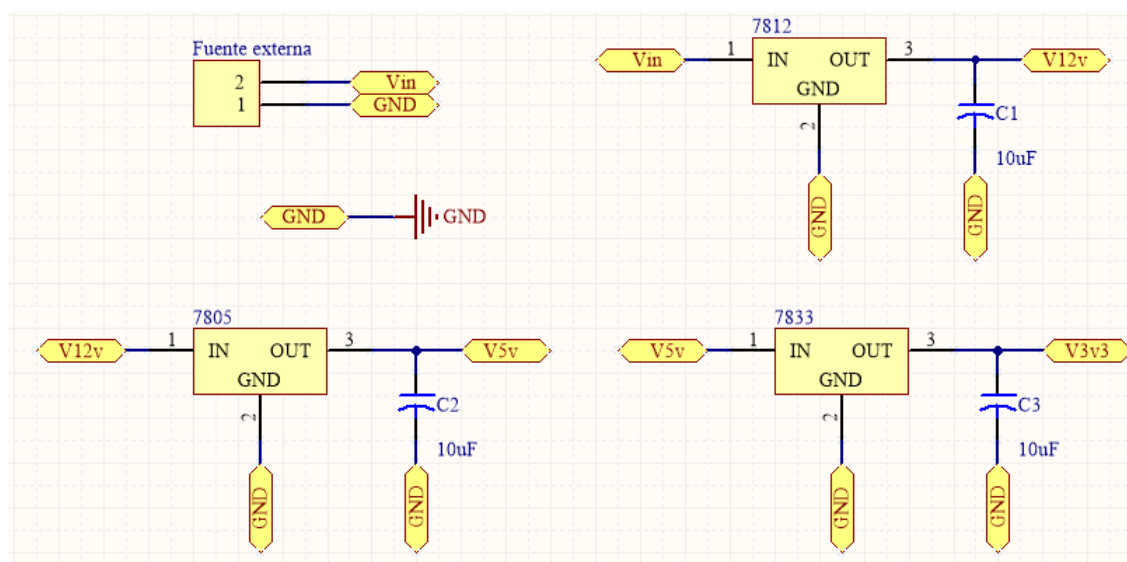 Fuente externa
2 Vin
1 GND
GND GND
7812
Vin 1 IN OUT 3 V12v
GND
2
GND
C1
10uF
GND
7805
V12v 1 IN OUT 3 V5v
GND
2
GND
C2
10uF
GND
7833
V5v 1 IN OUT 3 V3v3
GND
2
GND
C3
10uF
GND